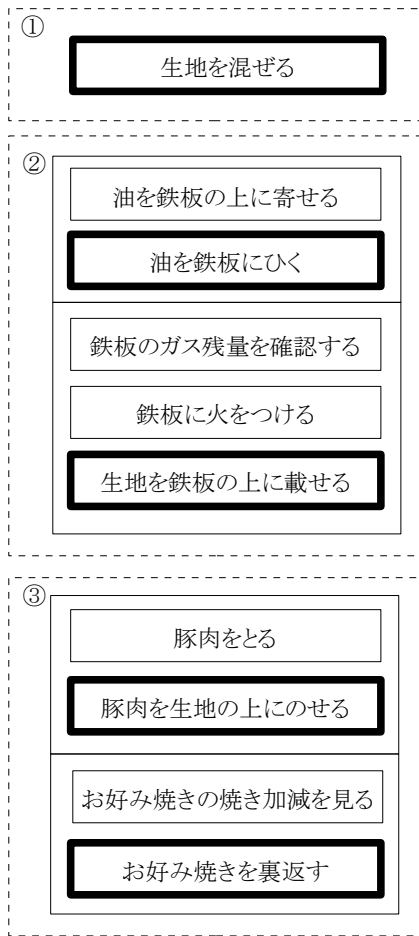 ①
生地を混ぜる
②
油を鉄板の上に寄せる
油を鉄板にひく
鉄板のガス残量を確認する
鉄板に火をつける
生地を鉄板の上に載せる
③
豚肉をとる
豚肉を生地の上にのせる
お好み焼きの焼き加減を見る
お好み焼きを裏返す